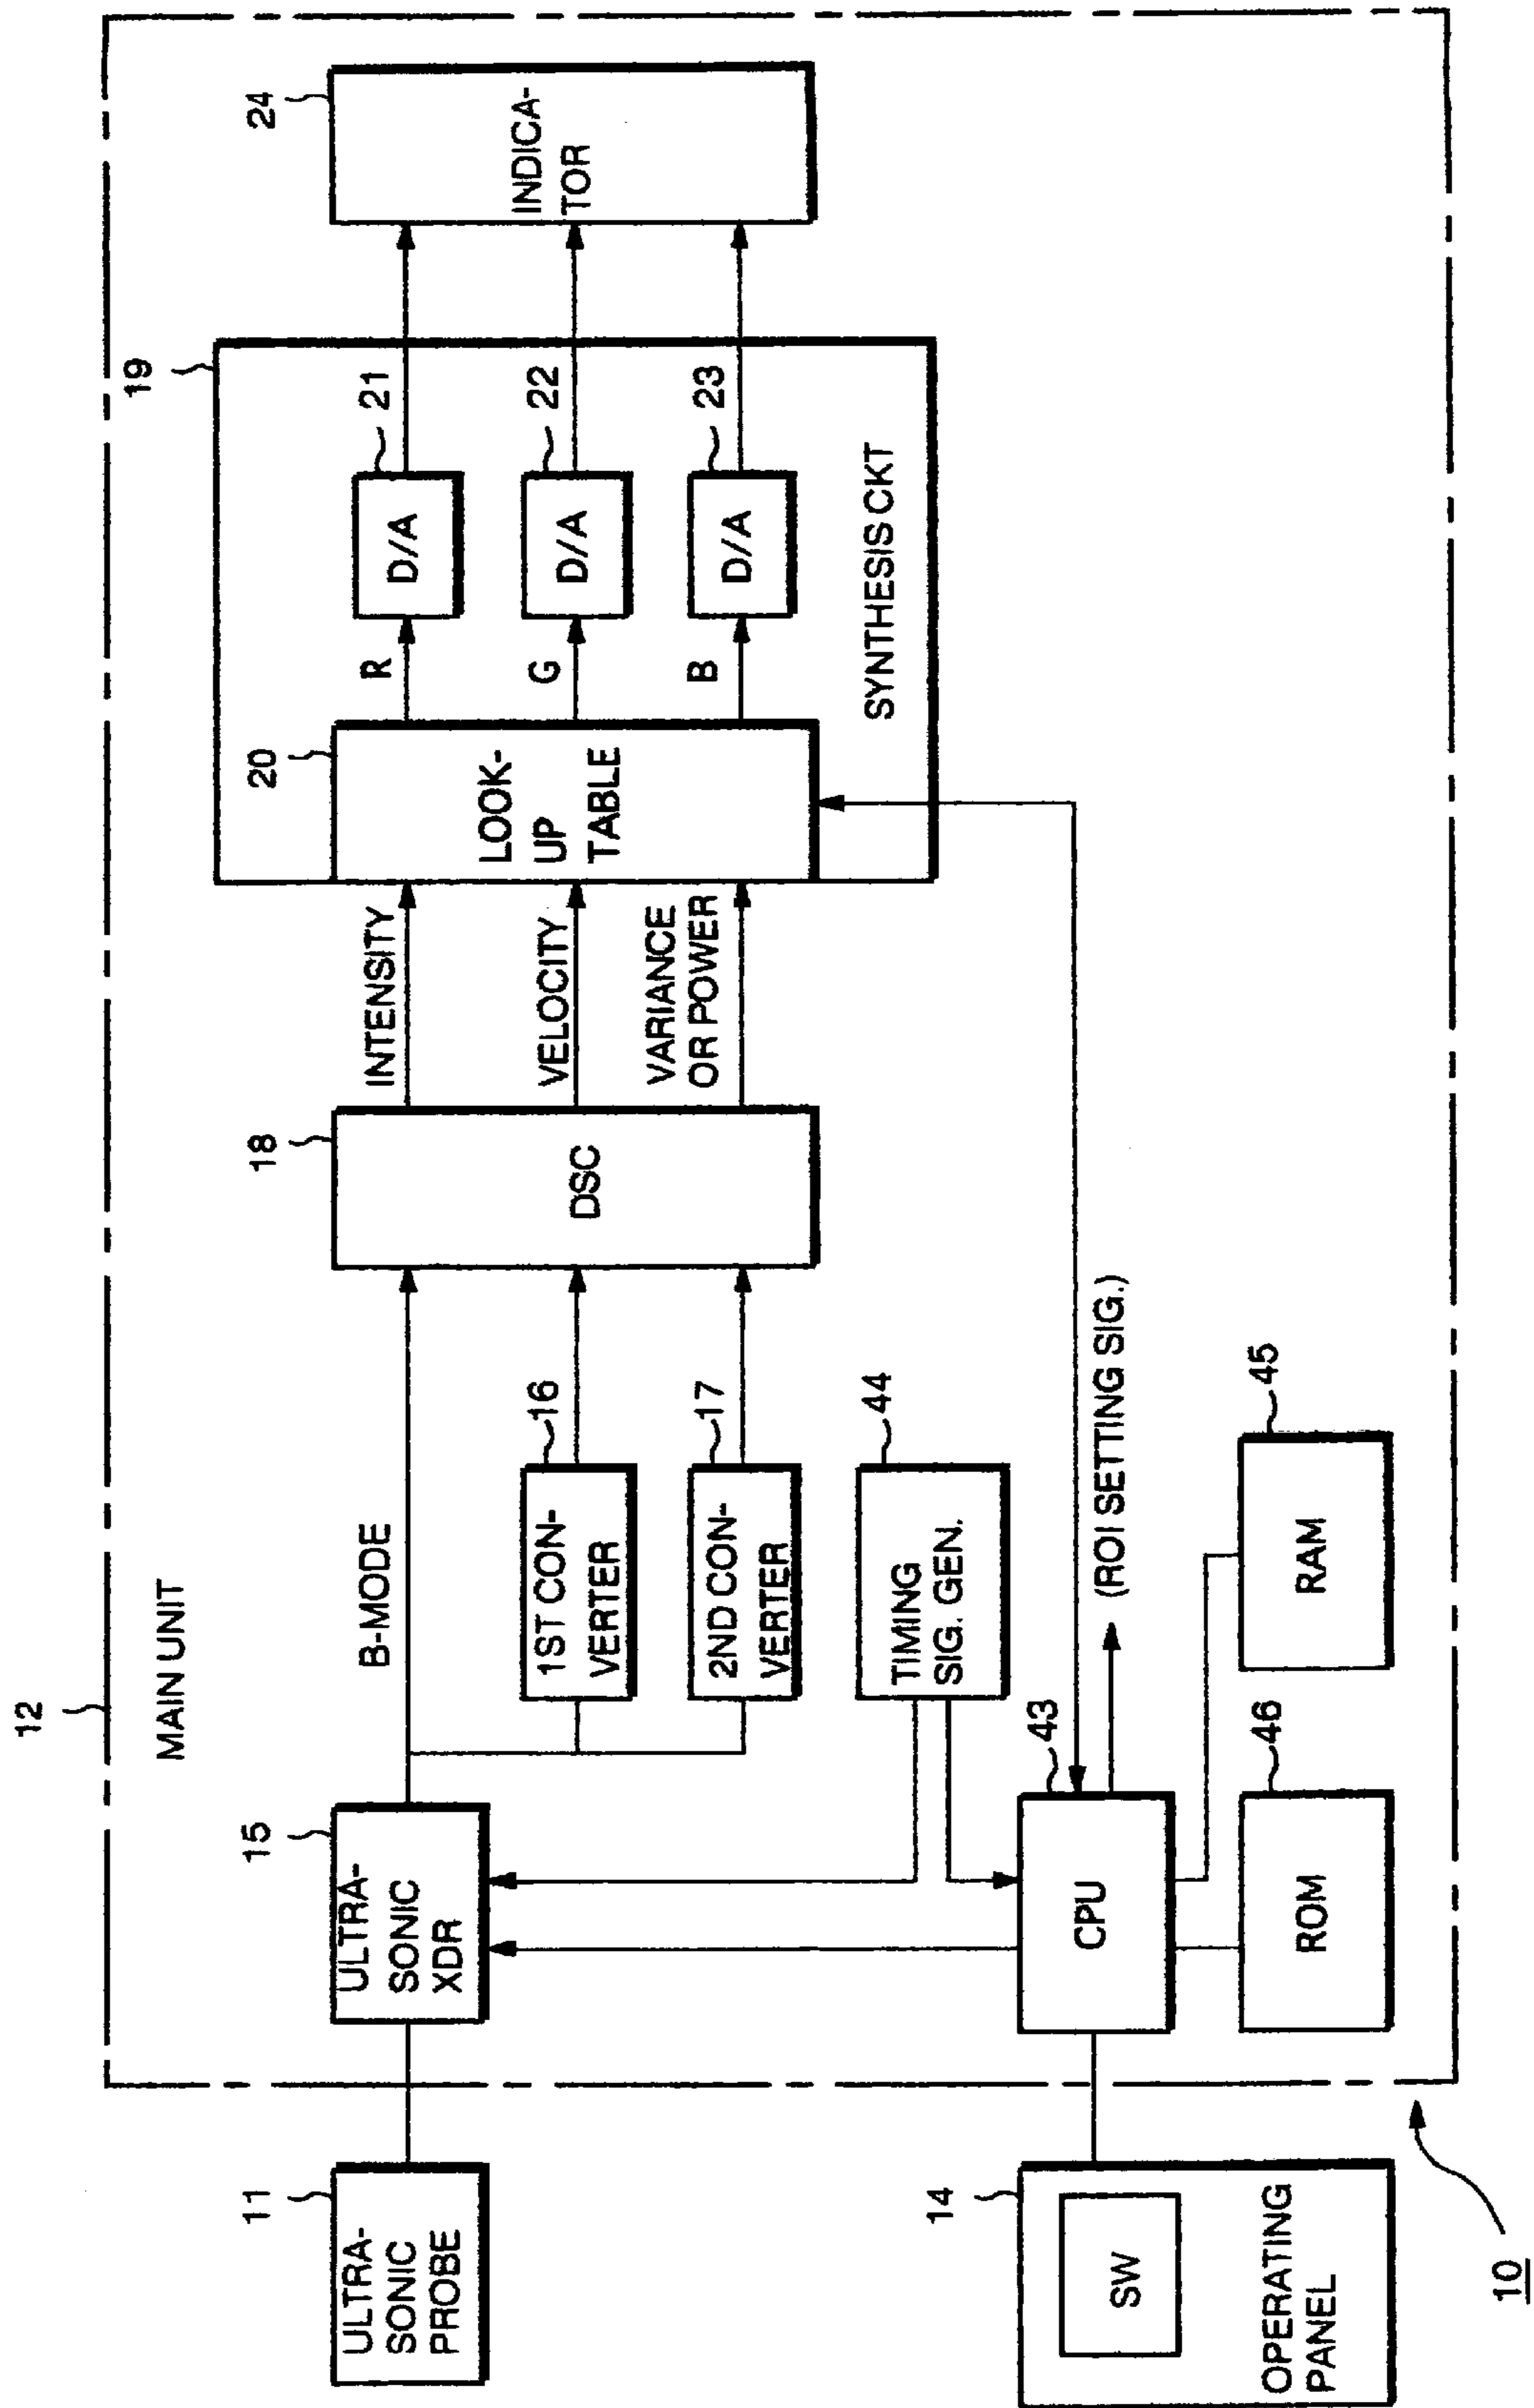 12
MAIN UNIT
11
ULTRA-
SONIC
PROBE
15
ULTRA-
SONIC
XDR
B-MODE
1ST CON-
VERTER
16
2ND CON-
VERTER
17
TIMING
SIG. GEN.
44
18
DSC
INTENSITY
VELOCITY
VARIANCE
OR POWER
19
20
LOOK-
UP
TABLE
R
G
B
D/A
21
D/A
22
D/A
23
SYNTHESIS CKT
24
INDICA-
TOR
14
SW
OPERATING
PANEL
CPU
43
(ROI SETTING SIG.)
ROM
46
RAM
45
10